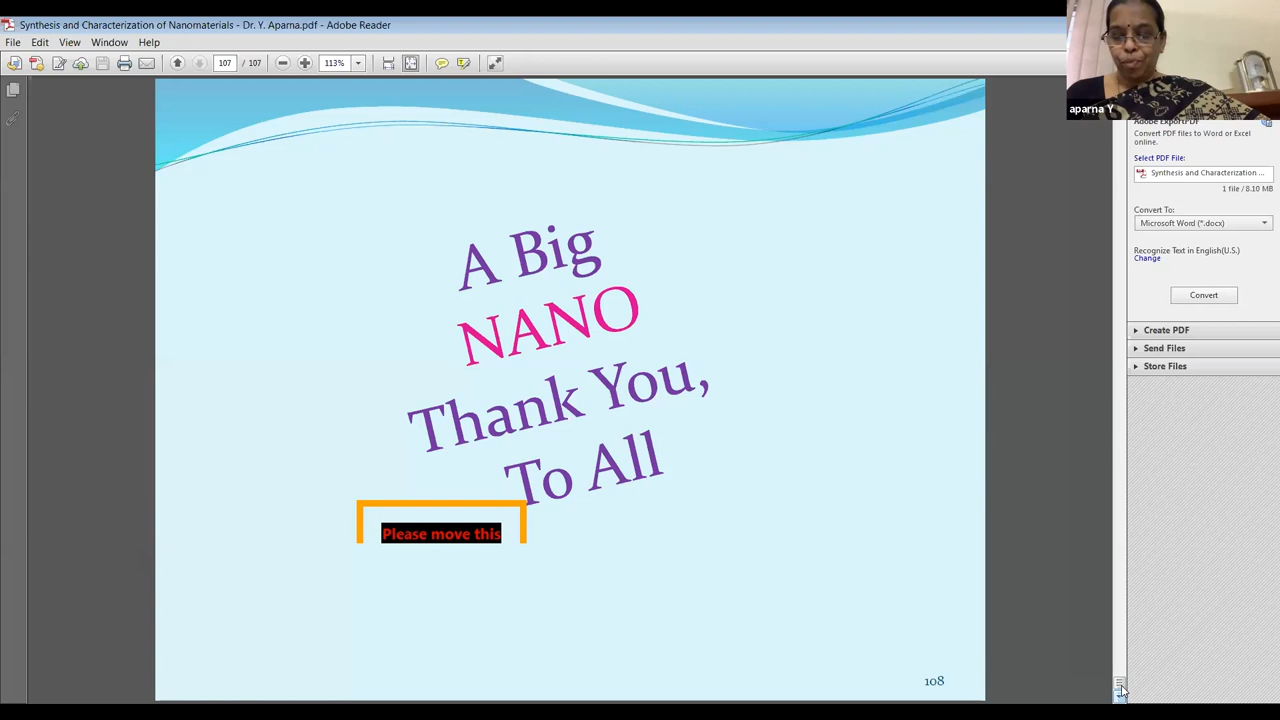 Synthesis and Characterization of Nanomaterials - Dr. Y. Aparna.pdf - Adobe Reader
File Edit View Window Help
107 / 107 113%
aparna Y
Adobe ExportPDF
Convert PDF files to Word or Excel
online.
Select PDF File:
Synthesis and Characterization ...
1 file / 8.10 MB
Convert To:
Microsoft Word (*.docx)
Recognize Text in English(U.S.)
Change
Convert
Create PDF
Send Files
Store Files
A Big
NANO
Thank You,
To All
Please move this
108